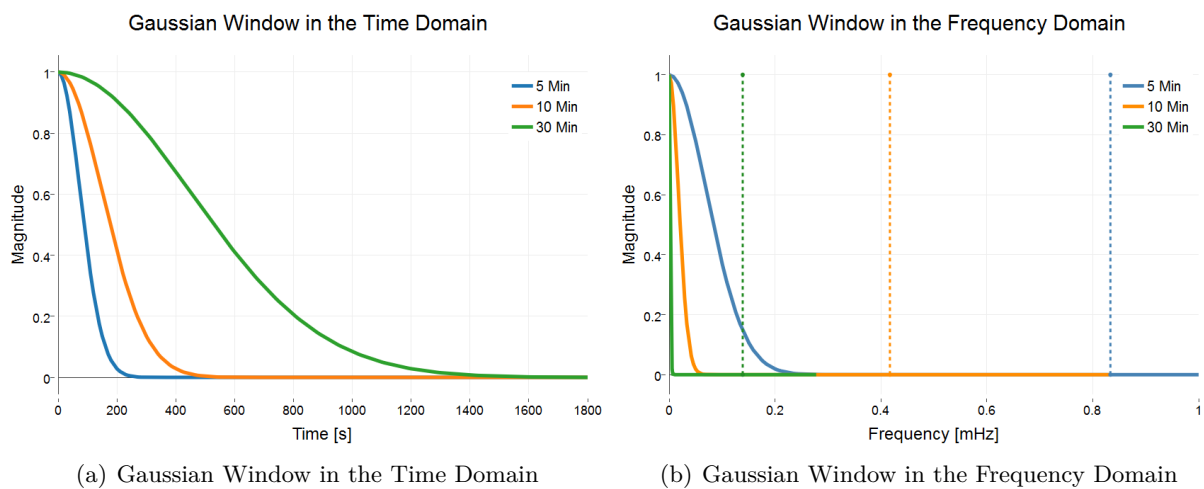 Gaussian Window in the Time Domain
1
0.8
0.6
0.4
0.2
0
Magnitude
5 Min
10 Min
30 Min
0 200 400 600 800 1000 1200 1400 1600 1800
Time [s]
(a) Gaussian Window in the Time Domain
Gaussian Window in the Frequency Domain
1
0.8
0.6
0.4
0.2
0
Magnitude
5 Min
10 Min
30 Min
0 0.2 0.4 0.6 0.8 1
Frequency [mHz]
(b) Gaussian Window in the Frequency Domain